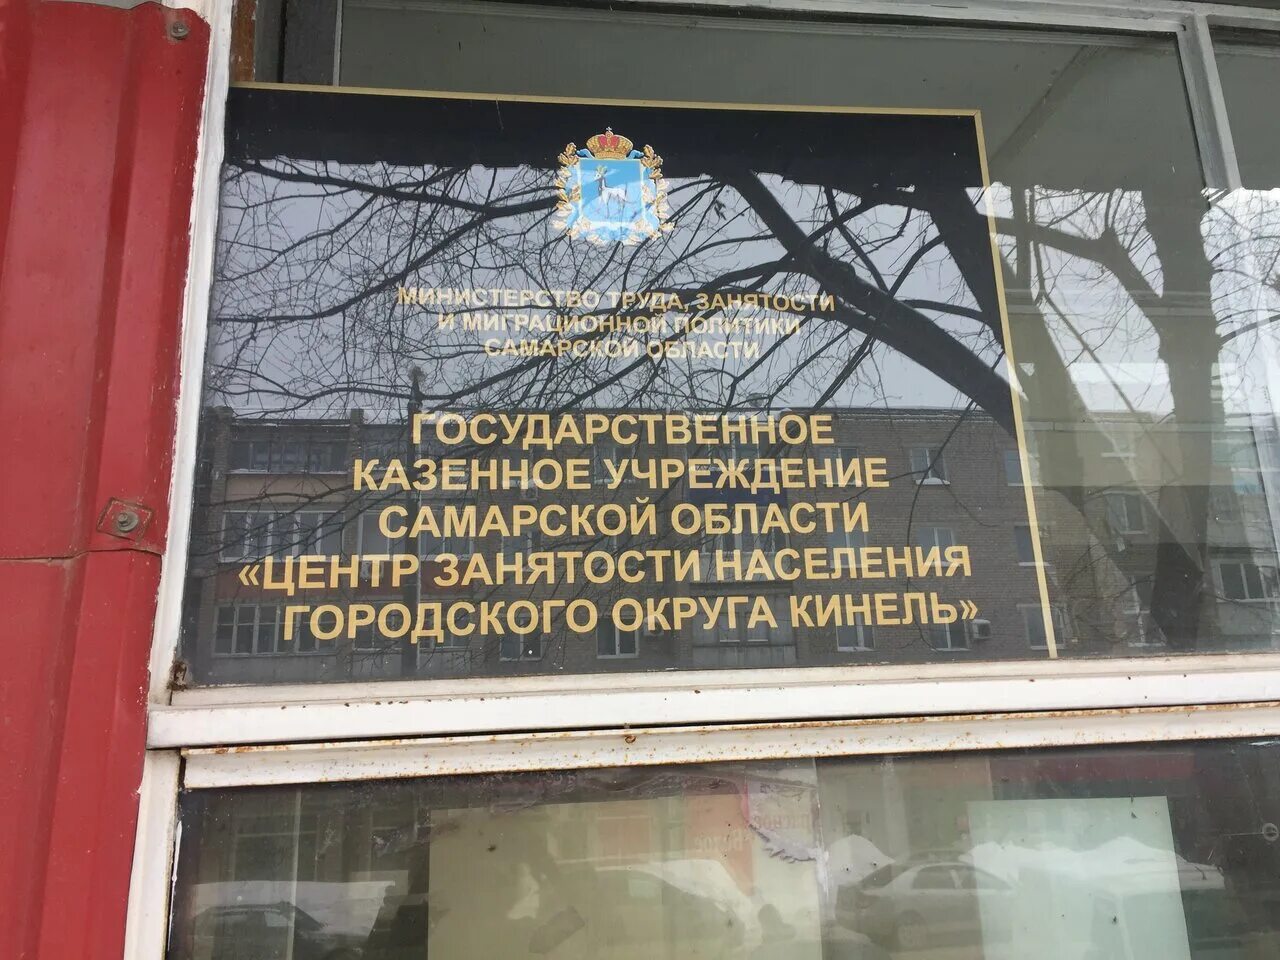 МИНИСТЕРСТВО ТРУДА, ЗАНЯТОСТИ
И МИГРАЦИОННОЙ ПОЛИТИКИ
САМАРСКОЙ ОБЛАСТИ
ГОСУДАРСТВЕННОЕ
КАЗЕННОЕ УЧРЕЖДЕНИЕ
САМАРСКОЙ ОБЛАСТИ
«ЦЕНТР ЗАНЯТОСТИ НАСЕЛЕНИЯ
ГОРОДСКОГО ОКРУГА КИНЕЛЬ»